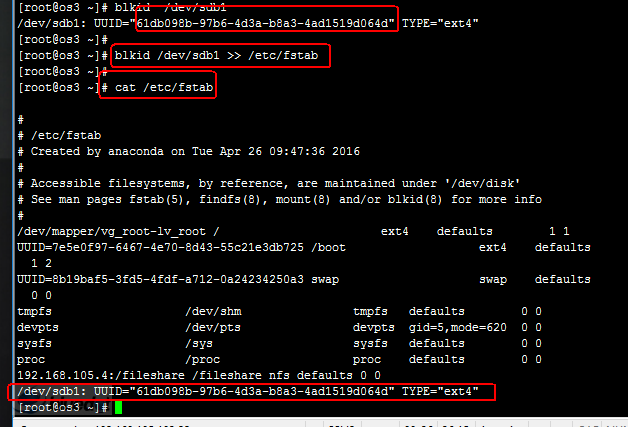 [root@os3 ~]# blkid  /dev/sdb1
/dev/sdb1: UUID="61db098b-97b6-4d3a-b8a3-4ad1519d064d" TYPE="ext4"
[root@os3 ~]#
[root@os3 ~]# blkid /dev/sdb1 >> /etc/fstab
[root@os3 ~]#
[root@os3 ~]# cat /etc/fstab
#
# /etc/fstab
# Created by anaconda on Tue Apr 26 09:47:36 2016
#
# Accessible filesystems, by reference, are maintained under '/dev/disk'
# See man pages fstab(5), findfs(8), mount(8) and/or blkid(8) for more info
#
/dev/mapper/vg_root-lv_root / ext4 defaults 1 1
UUID=7e5e0f97-6467-4e70-8d43-55c21e3db725 /boot ext4 defaults
1 2
UUID=8b19baf5-3fd5-4fdf-a712-0a24234250a3 swap swap defaults
0 0
tmpfs /dev/shm tmpfs defaults 0 0
devpts /dev/pts devpts gid=5,mode=620 0 0
sysfs /sys sysfs defaults 0 0
proc /proc proc defaults 0 0
192.168.105.4:/fileshare /fileshare nfs defaults 0 0
/dev/sdb1: UUID="61db098b-97b6-4d3a-b8a3-4ad1519d064d" TYPE="ext4"
[root@os3 ~]#